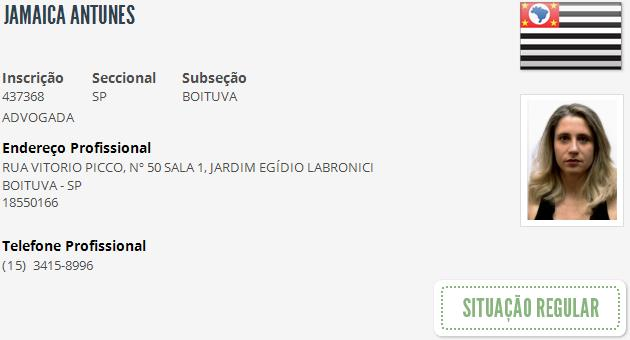 JAMAICA ANTUNES
Inscrição Seccional Subseção
437368 SP BOITUVA
ADVOGADA
Endereço Profissional
RUA VITORIO PICCO, Nº 50 SALA 1, JARDIM EGÍDIO LABRONICI
BOITUVA - SP
18550166
Telefone Profissional
(15) 3415-8996
SITUAÇÃO REGULAR